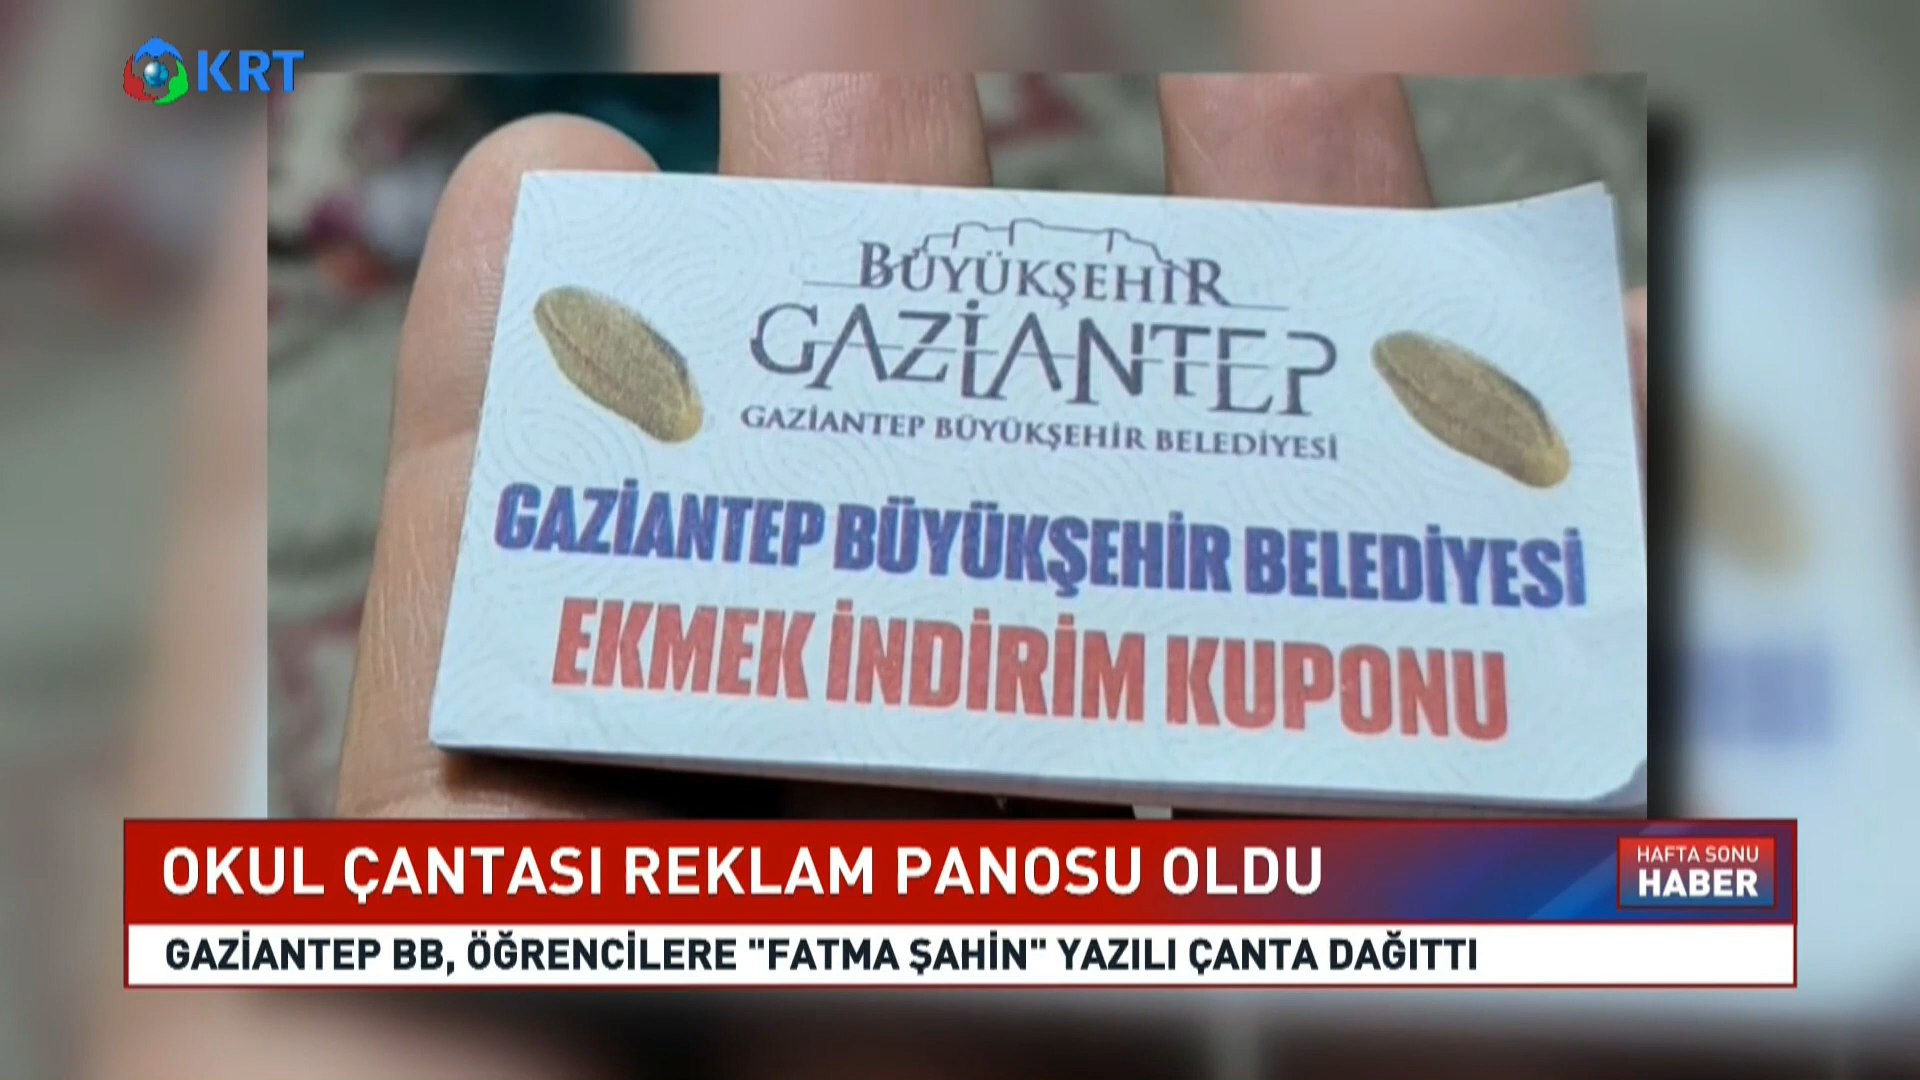 KRT
BÜYÜKŞEHİR
GAZİANTEP
GAZİANTEP BÜYÜKŞEHİR BELEDİYESİ
GAZİANTEP BÜYÜKŞEHİR BELEDİYESİ
EKMEK İNDİRİM KUPONU
OKUL ÇANTASI REKLAM PANOSU OLDU
HAFTA SONU
HABER
GAZİANTEP BB, ÖĞRENCİLERE "FATMA ŞAHİN" YAZILI ÇANTA DAĞITTI